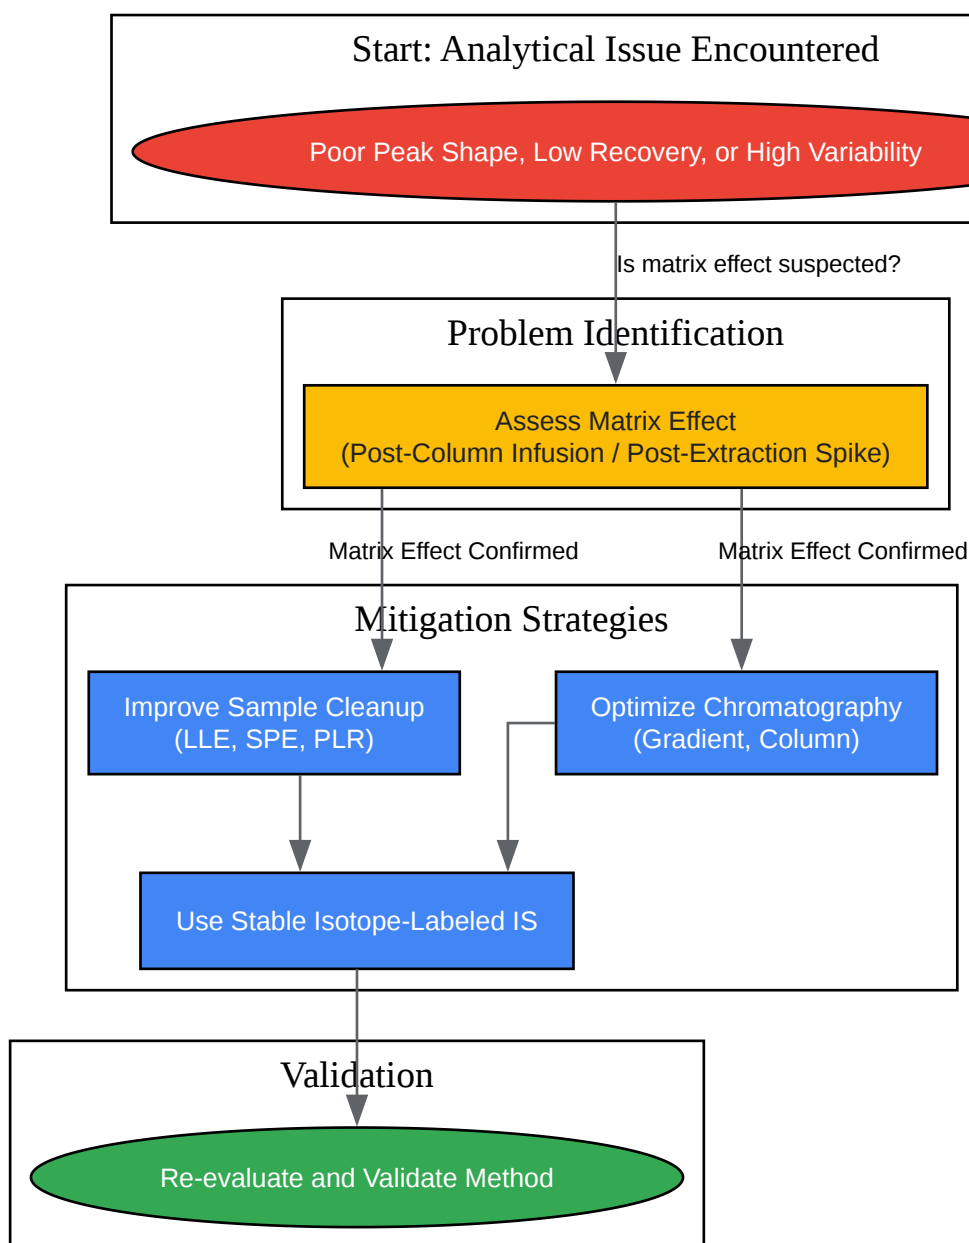 Start: Analytical Issue Encountered
Poor Peak Shape, Low Recovery, or High Variability
Is matrix effect suspected?
Problem Identification
Assess Matrix Effect
(Post-Column Infusion / Post-Extraction Spike)
Matrix Effect Confirmed
Matrix Effect Confirmed
Mitigation Strategies
Improve Sample Cleanup
(LLE, SPE, PLR)
Optimize Chromatography
(Gradient, Column)
Use Stable Isotope-Labeled IS
Validation
Re-evaluate and Validate Method